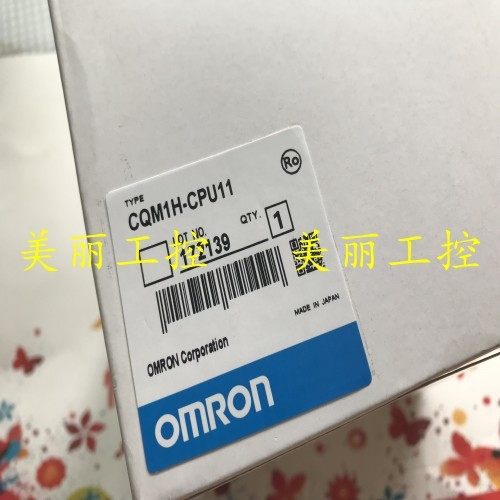 Ro
TYPE
CQM1H-CPU11
LOT NO.
QTY.
1
美丽工控
美丽工控
MADE IN JAPAN
OMRON Corporation
OMRON